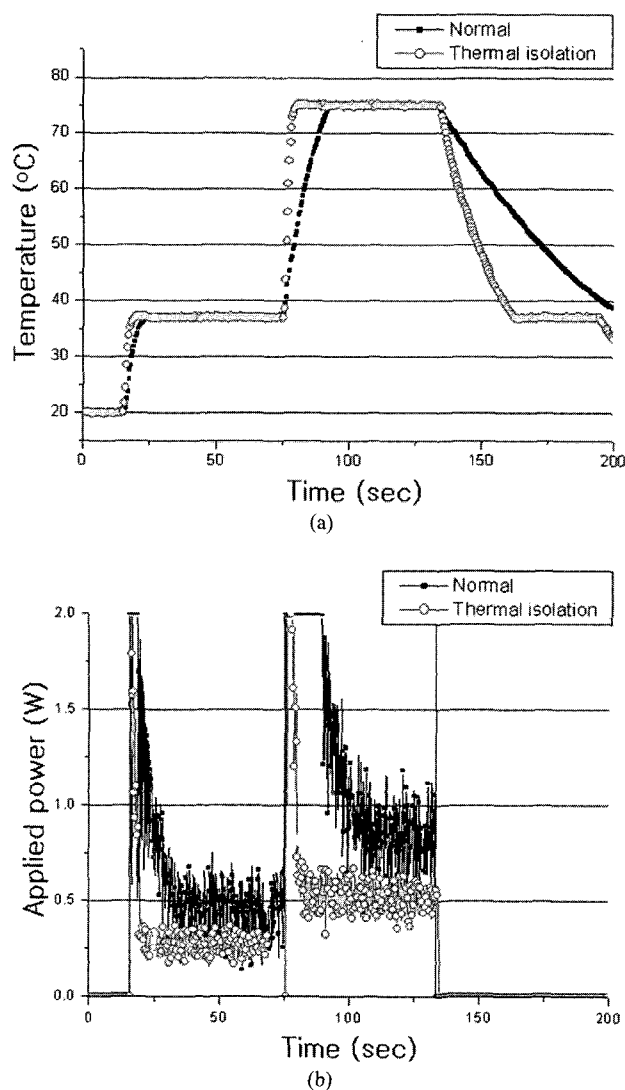 Normal
Thermal isolation
80
70
60
50
40
30
20
Temperature (oC)
0
50
100
150
200
Time (sec)
(a)
Normal
Thermal isolation
2.0
1.5
1.0
0.5
0.0
Applied power (W)
0
50
100
150
200
Time (sec)
(b)